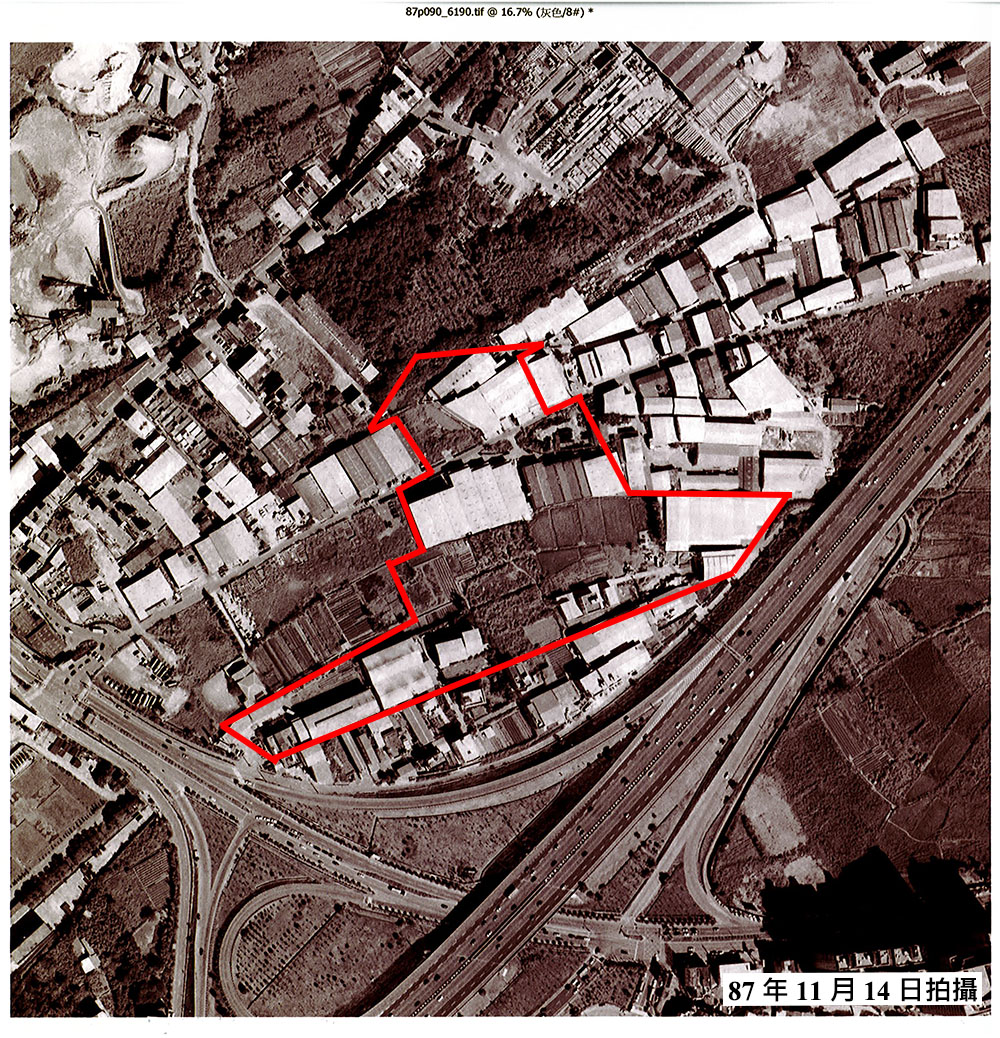 87p090_6190.tif @ 16.7% (灰色/8#) *
87 年 11 月 14 日拍攝